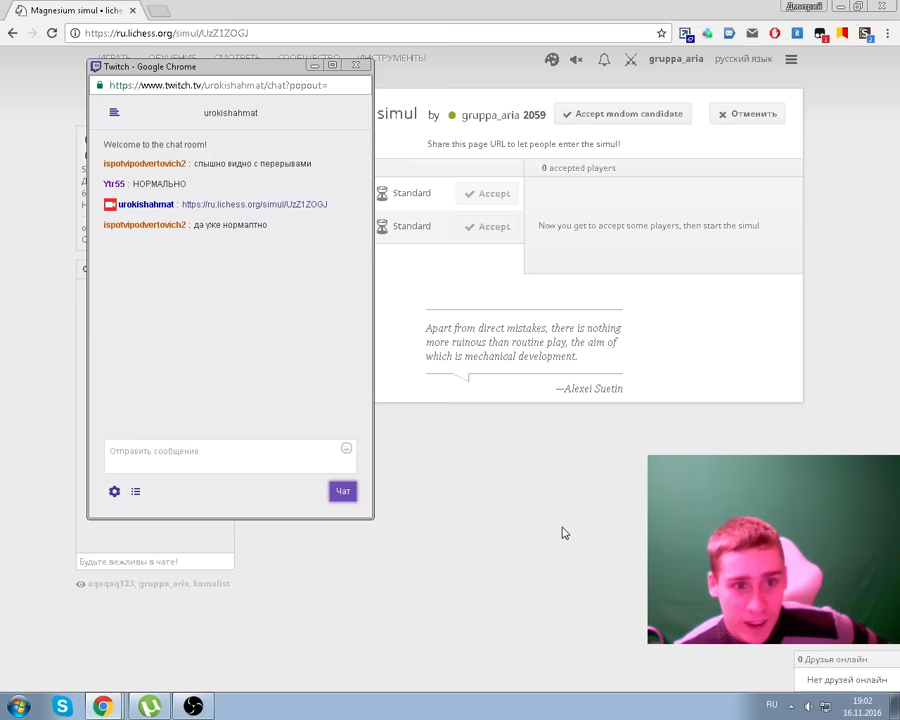 Magnesium simul • liche
Дмитрий
https://ru.lichess.org/simul/UzZ1ZOGJ
ИГРАТЬ ОБУЧЕНИЕ СМОТРЕТЬ СООБЩЕСТВО ИНСТРУМЕНТЫ
gruppa_aria русский язык
Twitch - Google Chrome
https://www.twitch.tv/urokishahmat/chat?popout=
urokishahmat
Welcome to the chat room!
ispotvipodvertovich2 : слышно видно с перерывами
Ytr55 : НОРМАЛЬНО
urokishahmat : https://ru.lichess.org/simul/UzZ1ZOGJ
ispotvipodvertovich2 : да уже нормалтно
Отправить сообщение
Чат
simul by gruppa_aria 2059
Accept random candidate
Отменить
Share this page URL to let people enter the simul!
0 accepted players
Standard Accept
Standard Accept
Now you get to accept some players, then start the simul
Apart from direct mistakes, there is nothing
more ruinous than routine play, the aim of
which is mechanical development.
—Alexei Suetin
Будьте вежливы в чате!
aqaqaq123, gruppa_aria, kamalist
0 Друзья онлайн
Нет друзей онлайн
RU
19:02
16.11.2016